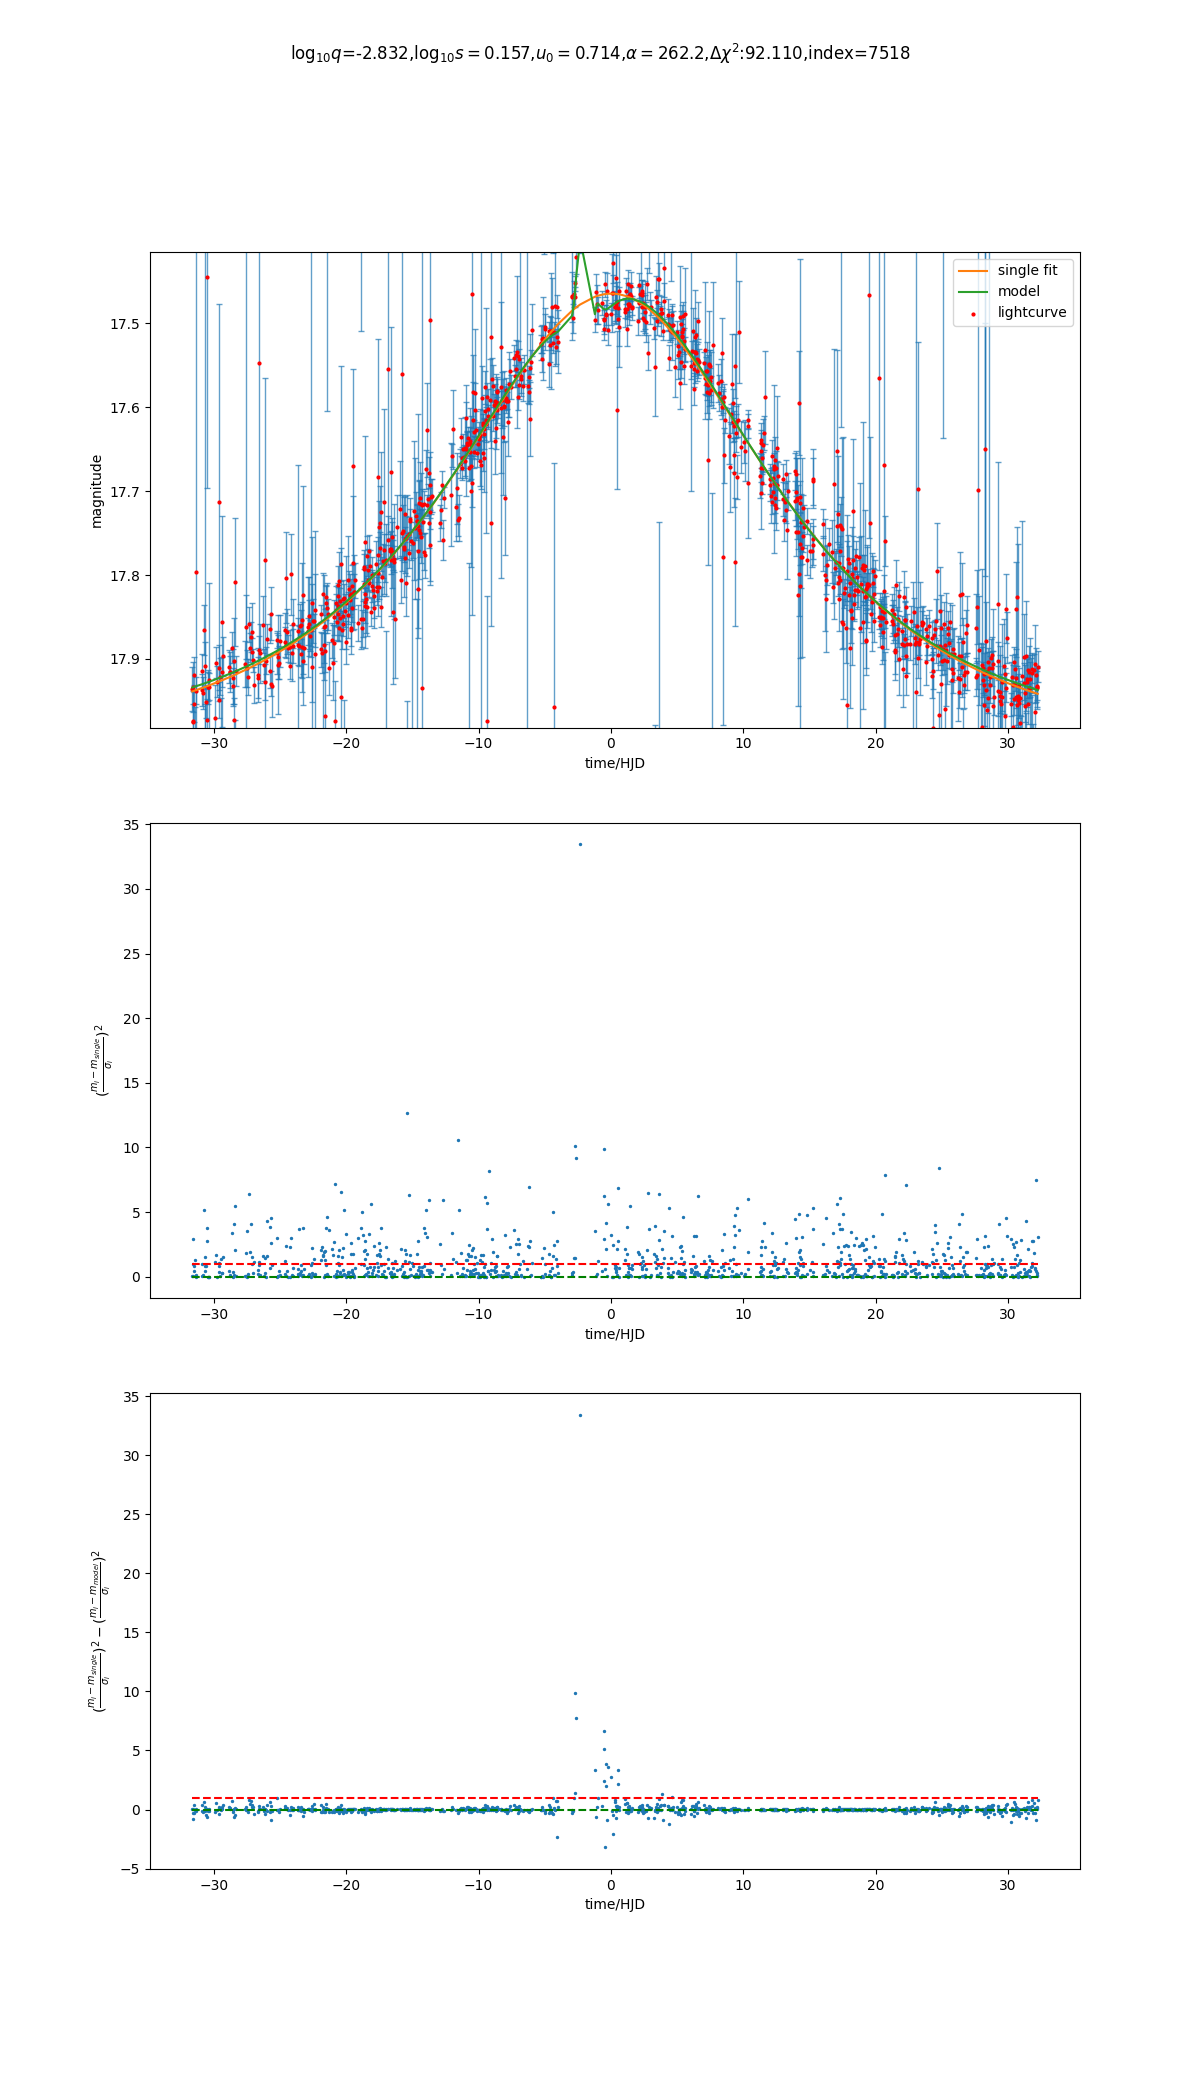 log₁₀q=-2.832,log₁₀s = 0.157,u₀ = 0.714,α = 262.2,Δχ²:92.110,index=7518
single fit
model
lightcurve
17.5
17.6
17.7
17.8
17.9
magnitude
−30 −20 −10 0 10 20 30
time/HJD
35
30
25
20
15
10
5
0
(mᵢ − m_single / σᵢ)²
−30 −20 −10 0 10 20 30
time/HJD
35
30
25
20
15
10
5
0
−5
(mᵢ − m_single / σᵢ)² − (mᵢ − m_model / σᵢ)²
−30 −20 −10 0 10 20 30
time/HJD